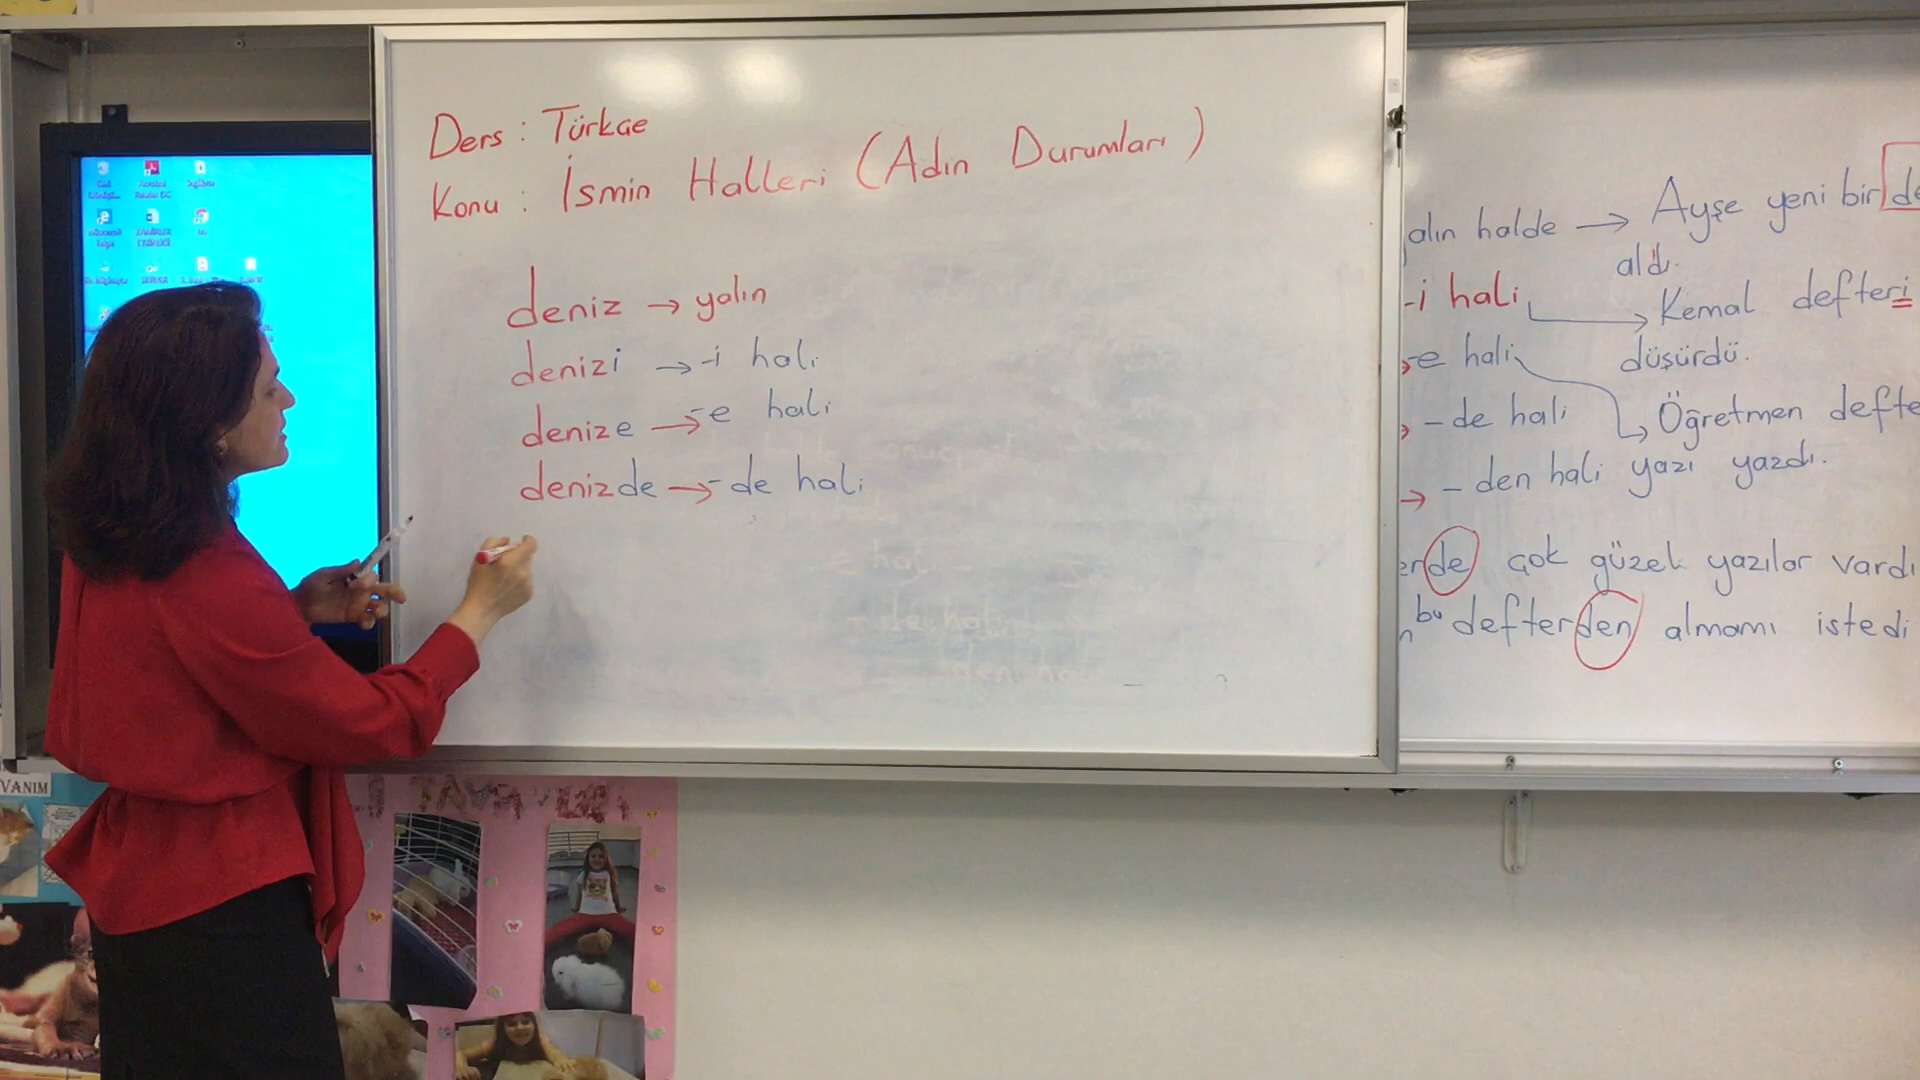 Ders : Türkçe
Konu : İsmin Halleri (Adın Durumları)
deniz → yalın
denizi → -i hali
denize → -e hali
denizde → -de hali
alın halde → Ayşe yeni bir de
aldı.
-i hali → Kemal defteri
düşürdü.
-e hali → Öğretmen defte
- de hali
→ - den hali yazı yazdı.
erde çok güzel yazılar vardı
n bu defterden almamı istedi
VANIM